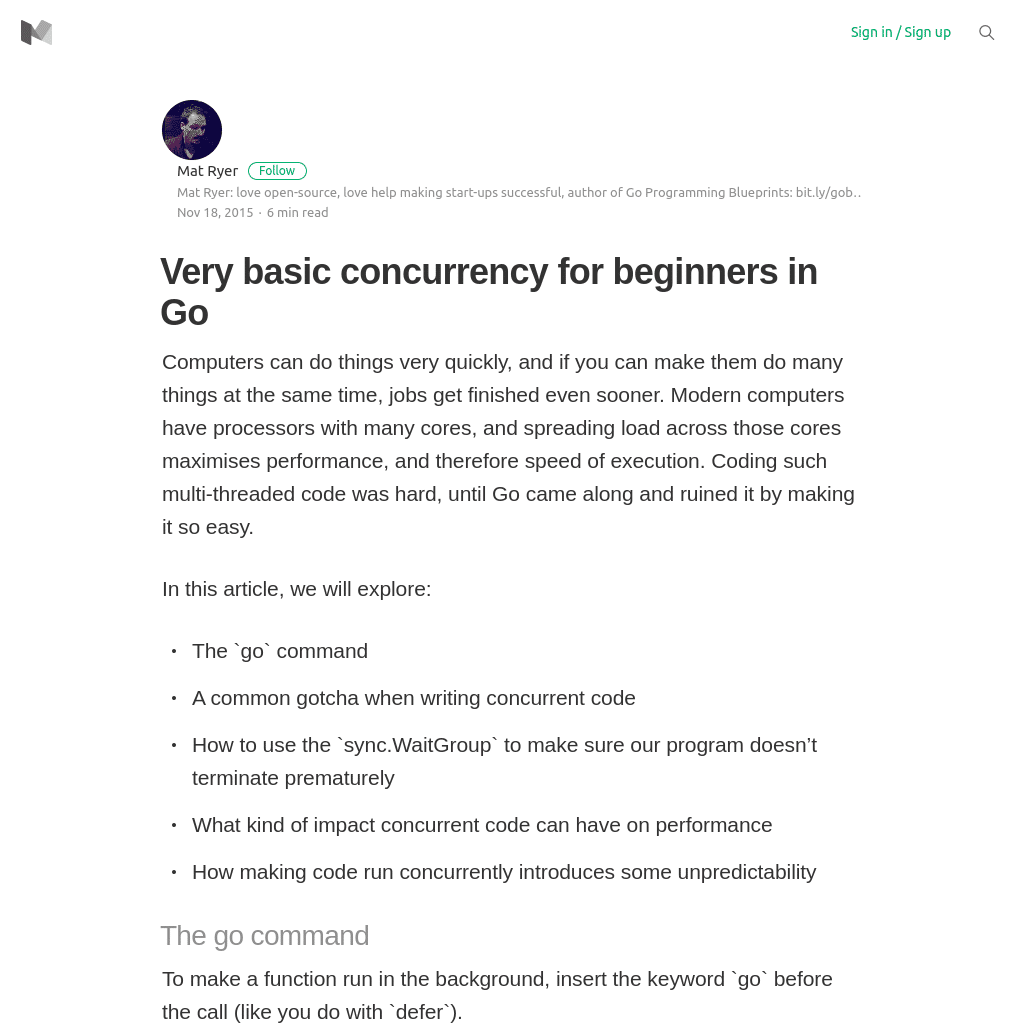 Sign in / Sign up
Mat Ryer Follow
Mat Ryer: love open-source, love help making start-ups successful, author of Go Programming Blueprints: bit.ly/gob..
Nov 18, 2015 · 6 min read
Very basic concurrency for beginners in
Go
Computers can do things very quickly, and if you can make them do many
things at the same time, jobs get finished even sooner. Modern computers
have processors with many cores, and spreading load across those cores
maximises performance, and therefore speed of execution. Coding such
multi-threaded code was hard, until Go came along and ruined it by making
it so easy.
In this article, we will explore:
• The `go` command
• A common gotcha when writing concurrent code
• How to use the `sync.WaitGroup` to make sure our program doesn’t
terminate prematurely
• What kind of impact concurrent code can have on performance
• How making code run concurrently introduces some unpredictability
The go command
To make a function run in the background, insert the keyword `go` before
the call (like you do with `defer`).